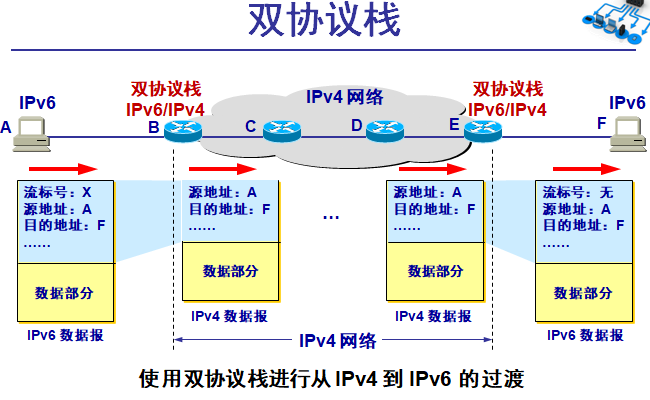 双协议栈
IPv6
双协议栈
IPv6/IPv4
IPv4 网络
双协议栈
IPv6/IPv4
IPv6
A
B
C
D
E
F
流标号：X
源地址：A
目的地址：F
......
数据部分
IPv6 数据报
源地址：A
目的地址：F
......
数据部分
IPv4 数据报
...
源地址：A
目的地址：F
......
数据部分
IPv4 数据报
流标号：无
源地址：A
目的地址：F
......
数据部分
IPv6 数据报
IPv4 网络
使用双协议栈进行从 IPv4 到 IPv6 的过渡